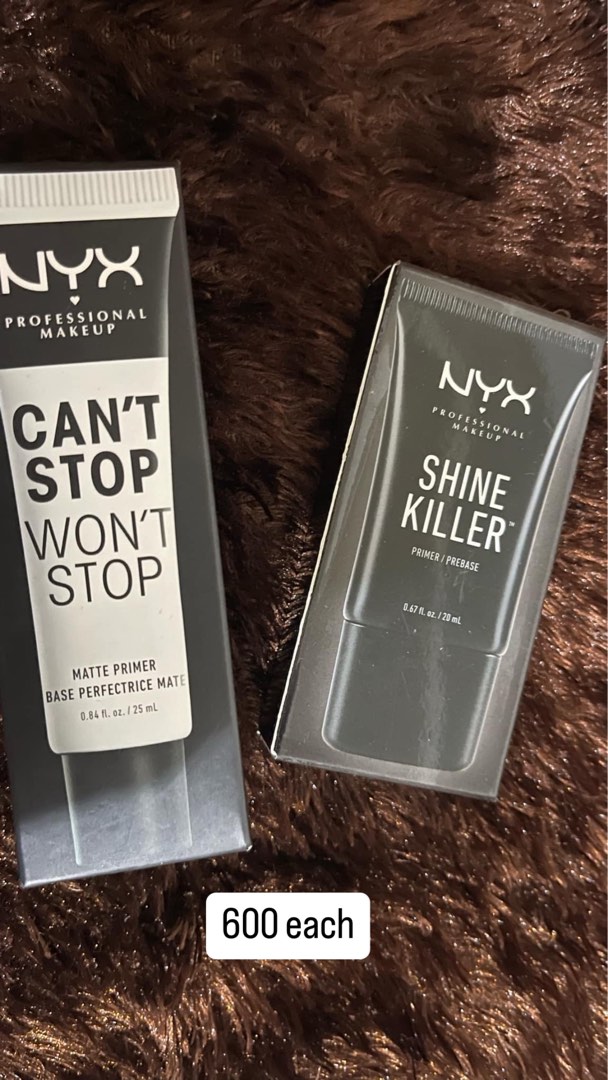 NYX
PROFESSIONAL
MAKEUP
CAN'T
STOP
WON'T
STOP
MATTE PRIMER
BASE PERFECTRICE MATE
0.84 fl. oz. / 25 mL
NYX
PROFESSIONAL
MAKEUP
SHINE
KILLER™
PRIMER / PREBASE
0.67 fl. oz. / 20 mL
600 each